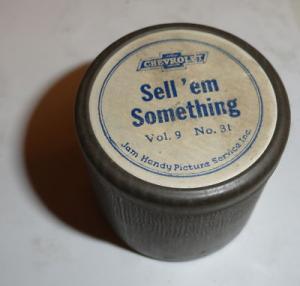 CHEVROLET
Sell 'em
Something
Vol. 9 No. 31
Jam Handy Picture Service Inc.